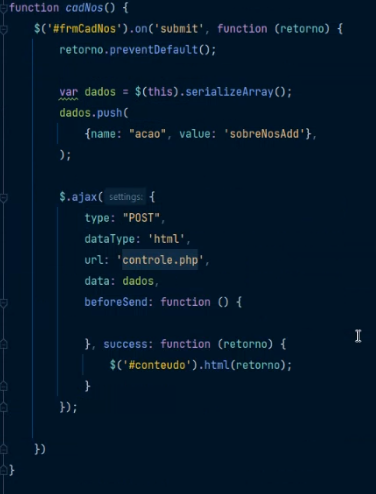 function cadNos() {
$('#frmCadNos').on('submit', function (retorno) {
retorno.preventDefault();
var dados = $(this).serializeArray();
dados.push(
{name: "acao", value: 'sobreNosAdd'},
);
$.ajax( settings: {
type: "POST",
dataType: 'html',
url: 'controle.php',
data: dados,
beforeSend: function () {
}, success: function (retorno) {
$('#conteudo').html(retorno);
}
});
})
}